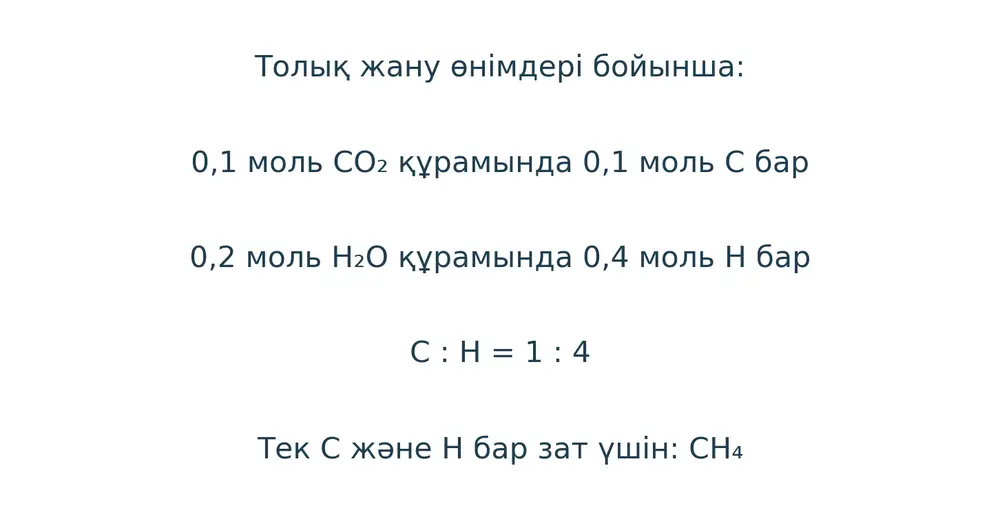 Толық жану өнімдері бойынша:
0,1 моль CO₂ құрамында 0,1 моль C бар
0,2 моль H₂O құрамында 0,4 моль H бар
C : H = 1 : 4
Тек C және H бар зат үшін: CH₄